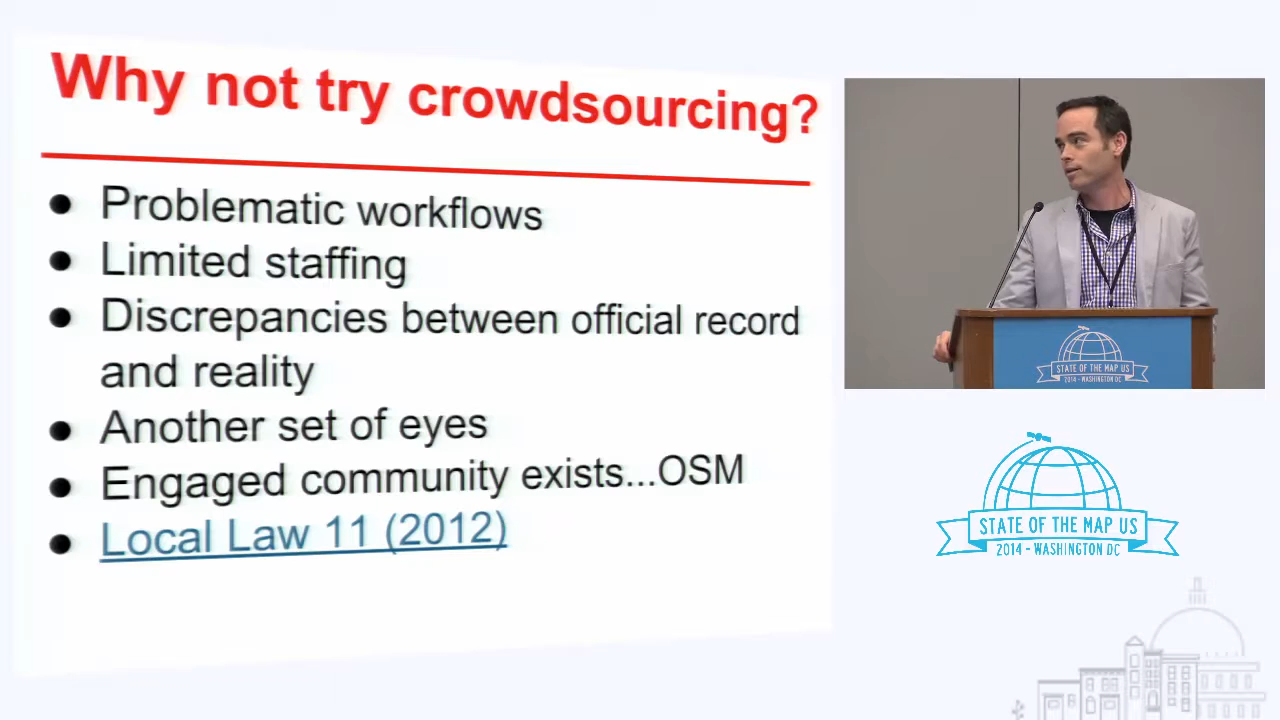 Why not try crowdsourcing?
● Problematic workflows
● Limited staffing
● Discrepancies between official record
and reality
● Another set of eyes
● Engaged community exists...OSM
● Local Law 11 (2012)
STATE OF THE MAP US
2014 - WASHINGTON DC
STATE OF THE MAP US
2014 - WASHINGTON DC